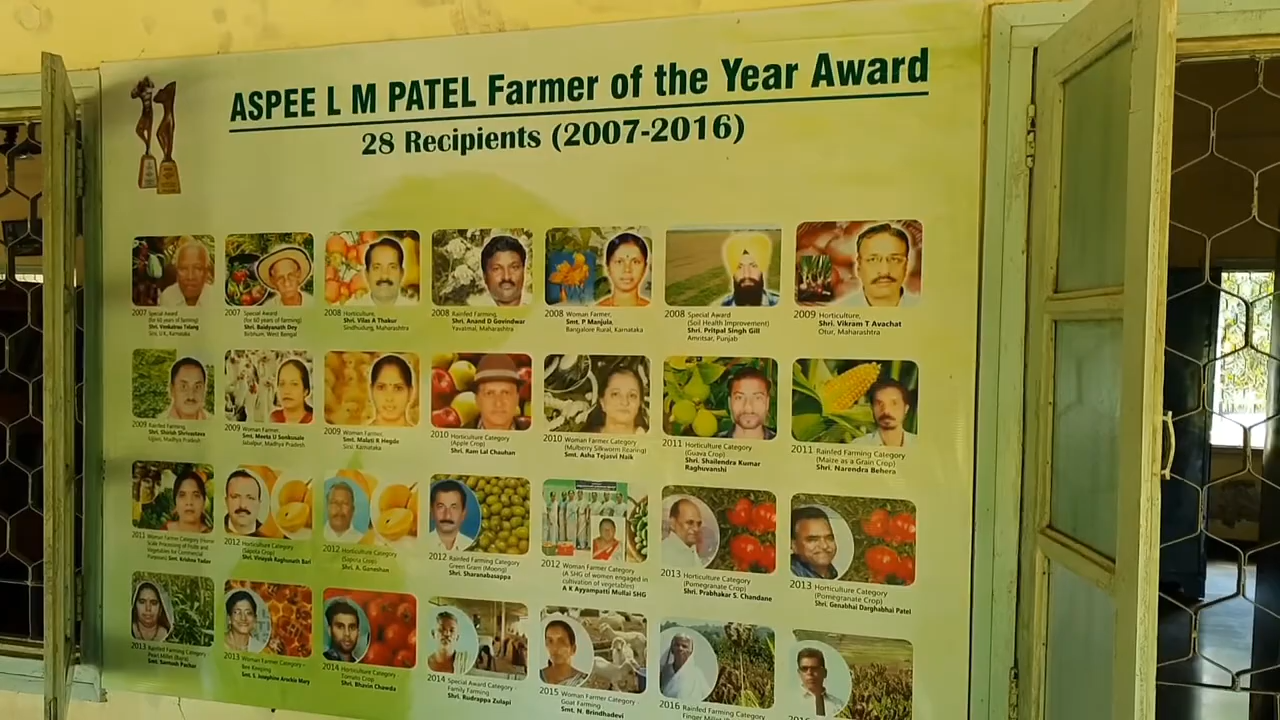 ASPEE L M PATEL Farmer of the Year Award
28 Recipients (2007-2016)
2007 Special Award
(for 60 years of farming)
Shri. Venkatrao Telang
Sirsi, U.K., Karnataka
2007 Special Award
(for 60 years of farming)
Shri. Baidyanath Dey
Birbhum, West Bengal
2008 Horticulture,
Shri. Vilas A Thakur
Sindhudurg, Maharashtra
2008 Rainfed Farming,
Shri. Anand D Govindwar
Yavatmal, Maharashtra
2008 Woman Farmer,
Smt. P Manjula,
Bangalore Rural, Karnataka
2008 Special Award
(Soil Health Improvement)
Shri. Pritpal Singh Gill
Amritsar, Punjab
2009 Horticulture,
Shri. Vikram T Avachat
Otur, Maharashtra
2009 Rainfed Farming,
Shri. Shirish Shrivastava
Ujjain, Madhya Pradesh
2009 Woman Farmer,
Smt. Meeta U Sonkusale
Jabalpur, Madhya Pradesh
2009 Woman Farmer,
Smt. Malati R Hegde
Sirsi, Karnataka
2010 Horticulture Category
(Apple Crop)
Shri. Ram Lal Chauhan
2010 Woman Farmer Category
(Mulberry Silkworm Rearing)
Smt. Asha Tejasvi Naik
2011 Horticulture Category
(Guava Crop)
Shri. Shailendra Kumar
Raghuvanshi
2011 Rainfed Farming Category
(Maize as a Grain Crop)
Shri. Narendra Behera
2011 Woman Farmer Category (Home
Scale Processing of Fruits and
Vegetables for Commercial
Purposes) Smt. Krishna Yadav
2012 Horticulture Category
(Sapota Crop)
Shri. Vinayak Raghunath Bari
2012 Horticulture Category
(Sapota Crop)
Shri. A. Ganeshan
2012 Rainfed Farming Category
Green Gram (Moong)
Shri. Sharanabasappa
2012 Woman Farmer Category
(A SHG of women engaged in
cultivation of vegetables)
A K Ayyampatti Mullai SHG
2013 Horticulture Category
(Pomegranate Crop)
Shri. Prabhakar S. Chandane
2013 Horticulture Category
(Pomegranate Crop)
Shri. Genabhai Darghabhai Patel
2013 Rainfed Farming Category
Pearl Millet (Bajra)
Smt. Santosh Pachar
2013 Woman Farmer Category -
Bee Keeping
Smt. S. Josephine Arockia Mary
2014 Horticulture Category
Tomato Crop
Shri. Bhavin Chawda
2014 Special Award Category -
Family Farming
Shri. Rudrappa Zulapi
2015 Woman Farmer Category -
Goat Farming
Smt. N. Brindhadevi
2016 Rainfed Farming Category
Finger Millet
2016